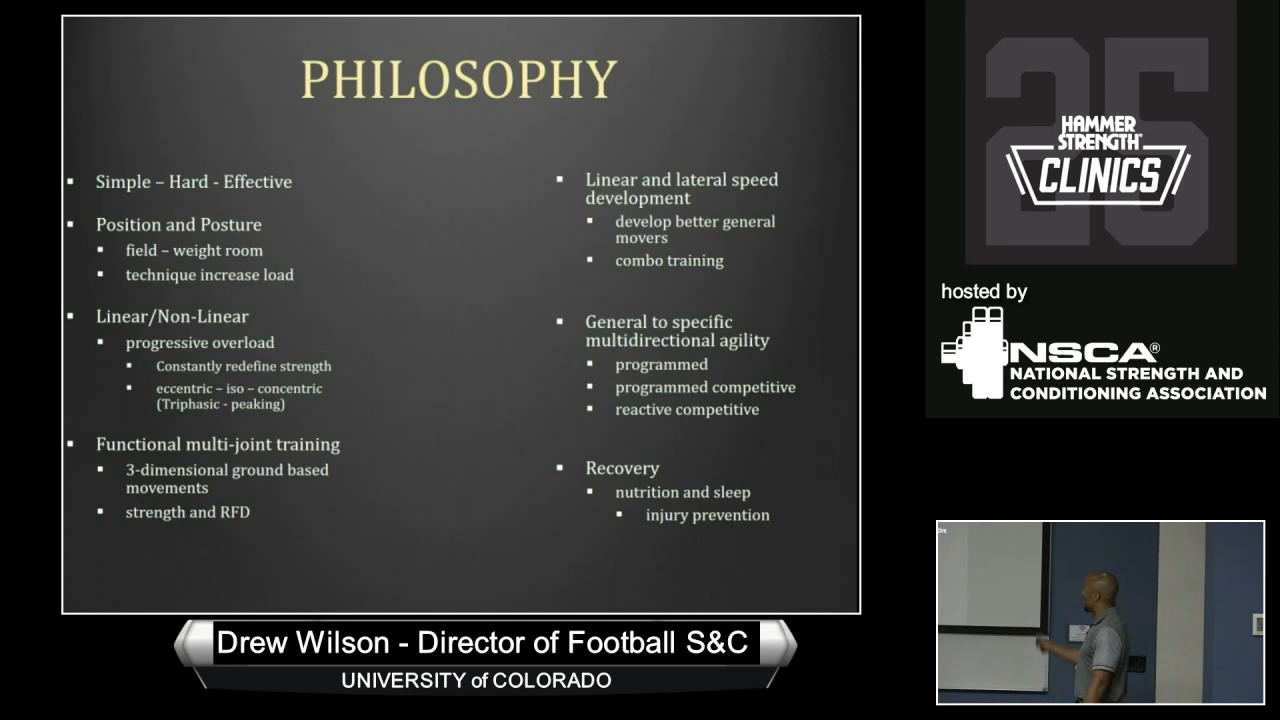 PHILOSOPHY
▪ Simple – Hard - Effective
▪ Position and Posture
▪ field – weight room
▪ technique increase load
▪ Linear/Non-Linear
▪ progressive overload
▪ Constantly redefine strength
▪ eccentric – iso – concentric
(Triphasic - peaking)
▪ Functional multi-joint training
▪ 3-dimensional ground based
movements
▪ strength and RFD
▪ Linear and lateral speed
development
▪ develop better general
movers
▪ combo training
▪ General to specific
multidirectional agility
▪ programmed
▪ programmed competitive
▪ reactive competitive
▪ Recovery
▪ nutrition and sleep
▪ injury prevention
Drew Wilson - Director of Football S&C
UNIVERSITY of COLORADO
25
HAMMER
STRENGTH
CLINICS
hosted by
NSCA®
NATIONAL STRENGTH AND
CONDITIONING ASSOCIATION